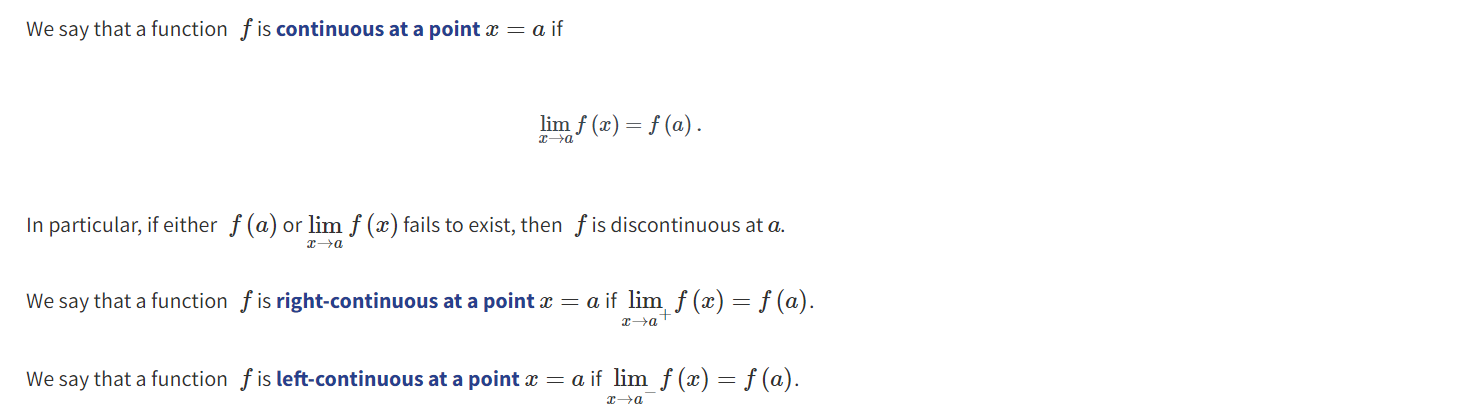 We say that a function f is continuous at a point x = a if
lim x→a f (x) = f (a) .
In particular, if either f (a) or lim x→a f (x) fails to exist, then f is discontinuous at a.
We say that a function f is right-continuous at a point x = a if lim x→a⁺ f (x) = f (a).
We say that a function f is left-continuous at a point x = a if lim x→a⁻ f (x) = f (a).